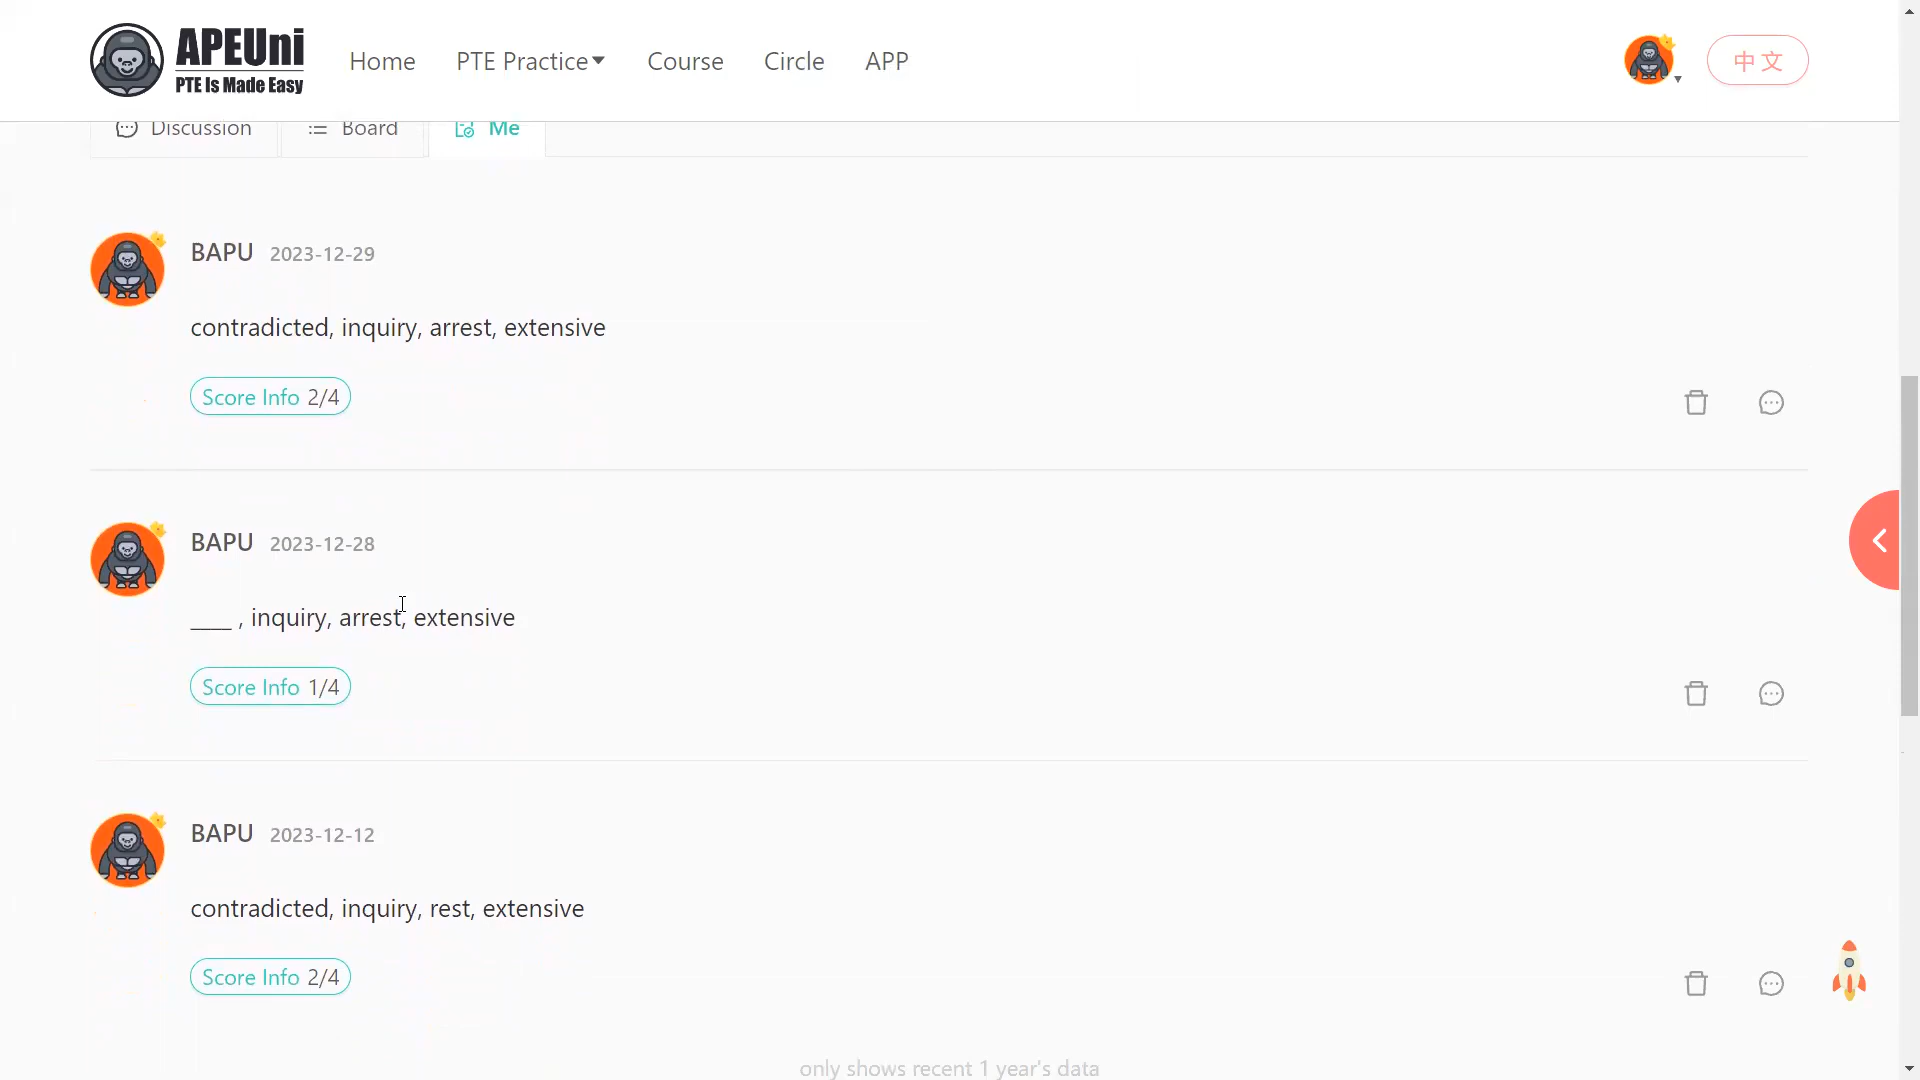 APEUni
PTE Is Made Easy
Home PTE Practice Course Circle APP
中文
Discussion Board Me
BAPU 2023-12-29
contradicted, inquiry, arrest, extensive
Score Info 2/4
BAPU 2023-12-28
____ , inquiry, arrest, extensive
Score Info 1/4
BAPU 2023-12-12
contradicted, inquiry, rest, extensive
Score Info 2/4
only shows recent 1 year's data